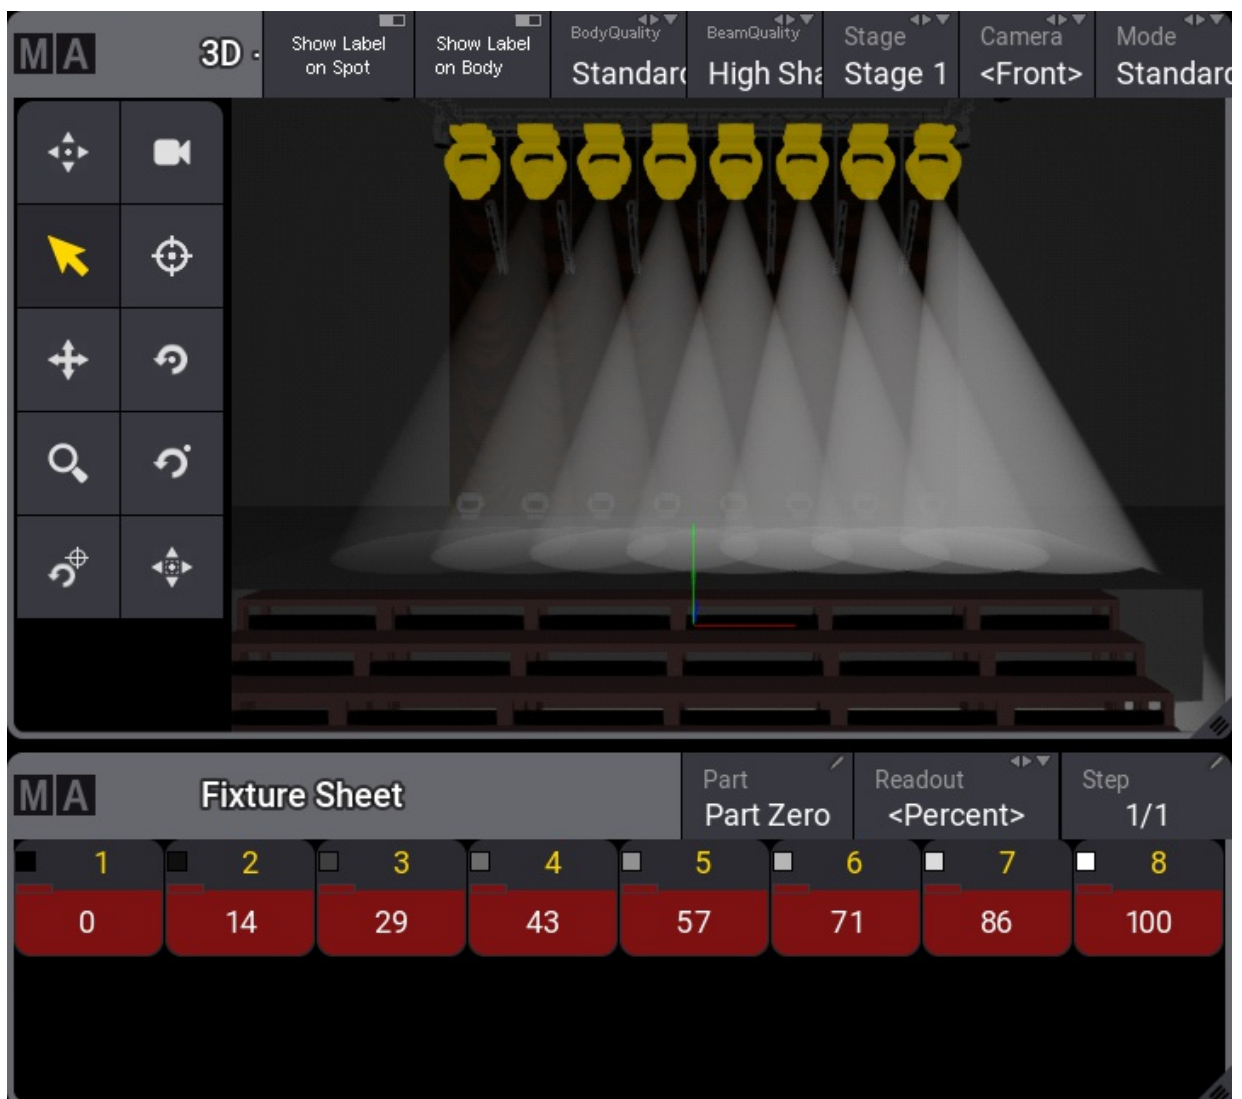 MA
3D
Show Label
on Spot
Show Label
on Body
BodyQuality
Standard
BeamQuality
High Sha
Stage
Stage 1
Camera
<Front>
Mode
Standard
MA
Fixture Sheet
Part
Part Zero
Readout
<Percent>
Step
1/1
1 2 3 4 5 6 7 8
0 14 29 43 57 71 86 100